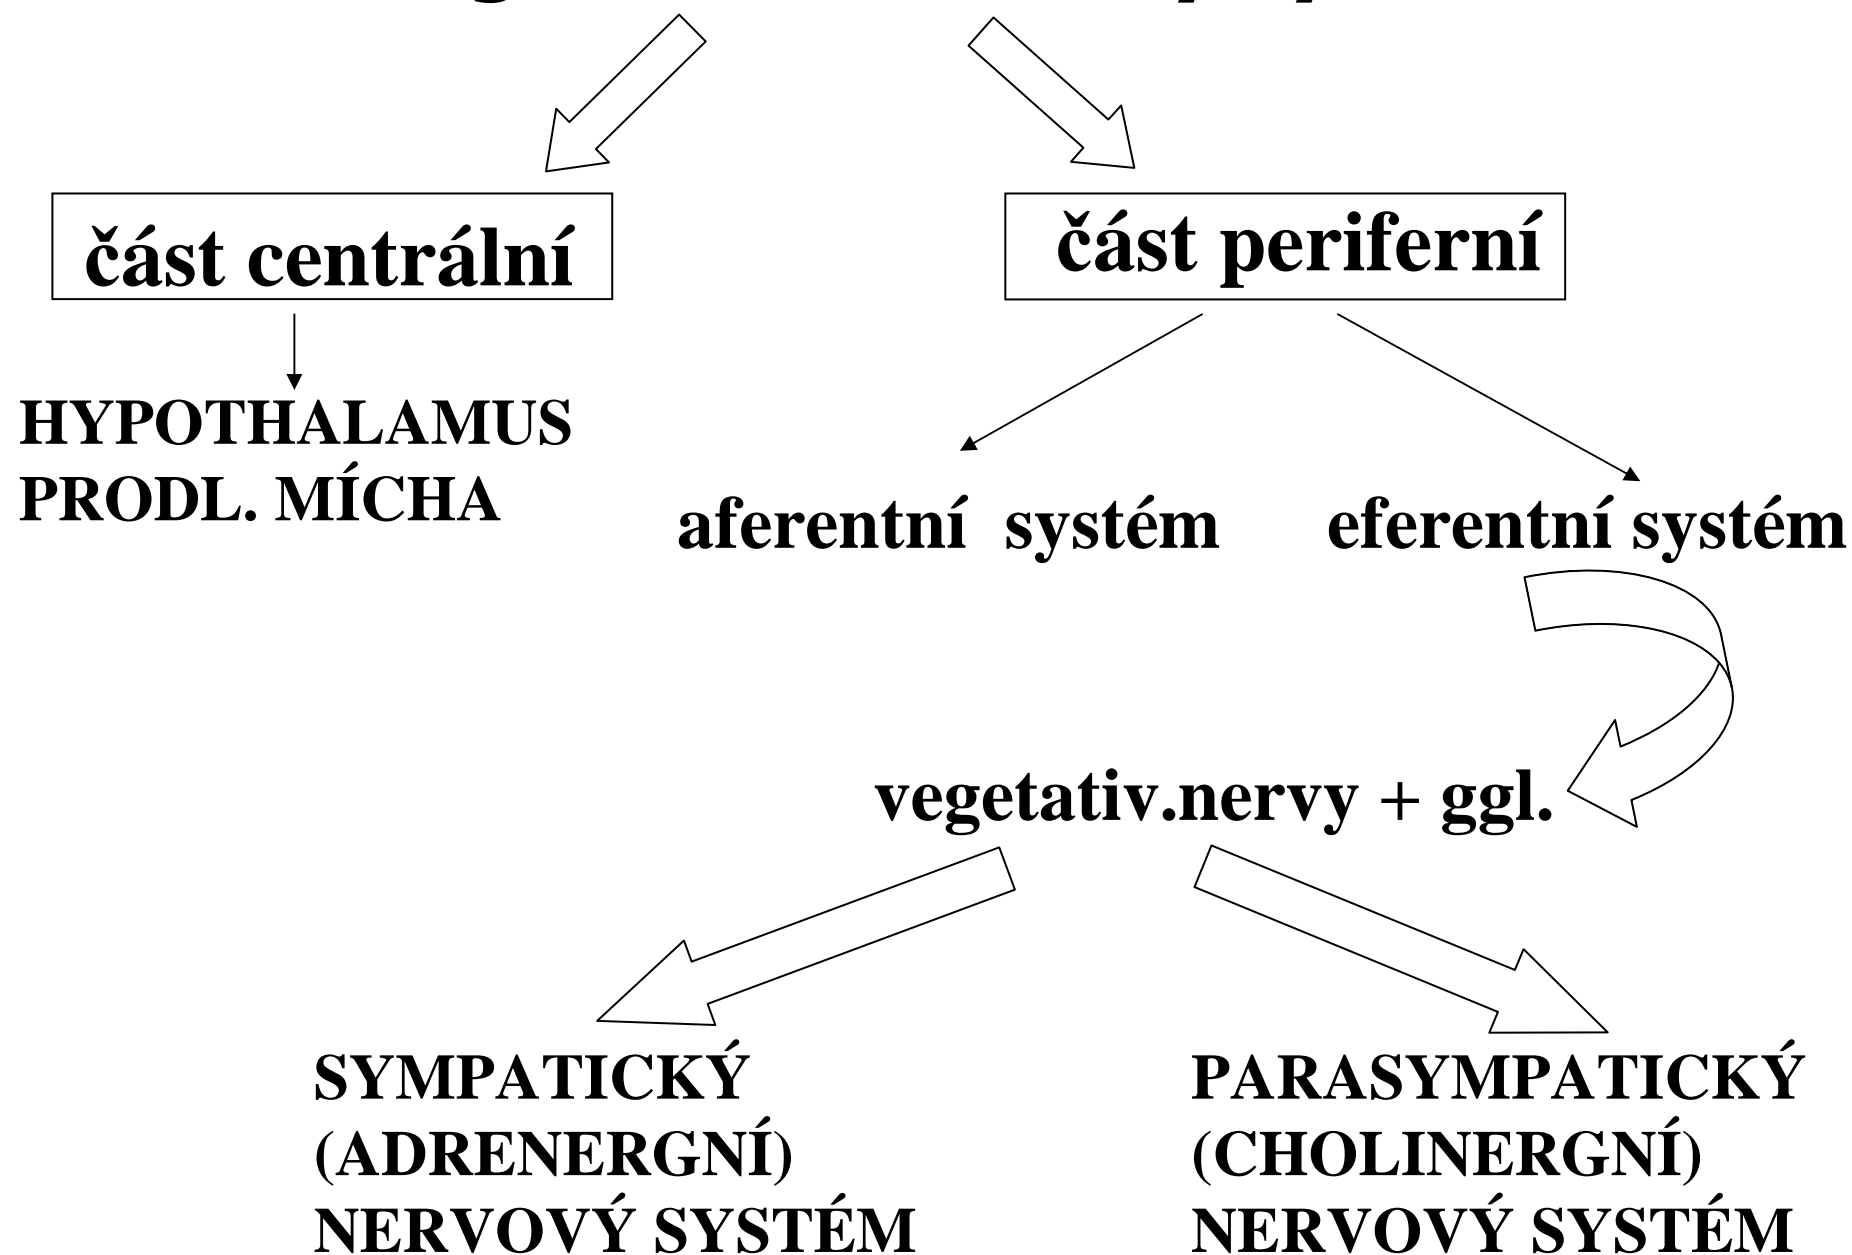 část centrální
část periferní
HYPOTHALAMUS
PRODL. MÍCHA
aferentní systém
eferentní systém
vegetativ.nervy + ggl.
SYMPATICKÝ
(ADRENERGNÍ)
NERVOVÝ SYSTÉM
PARASYMPATICKÝ
(CHOLINERGNÍ)
NERVOVÝ SYSTÉM